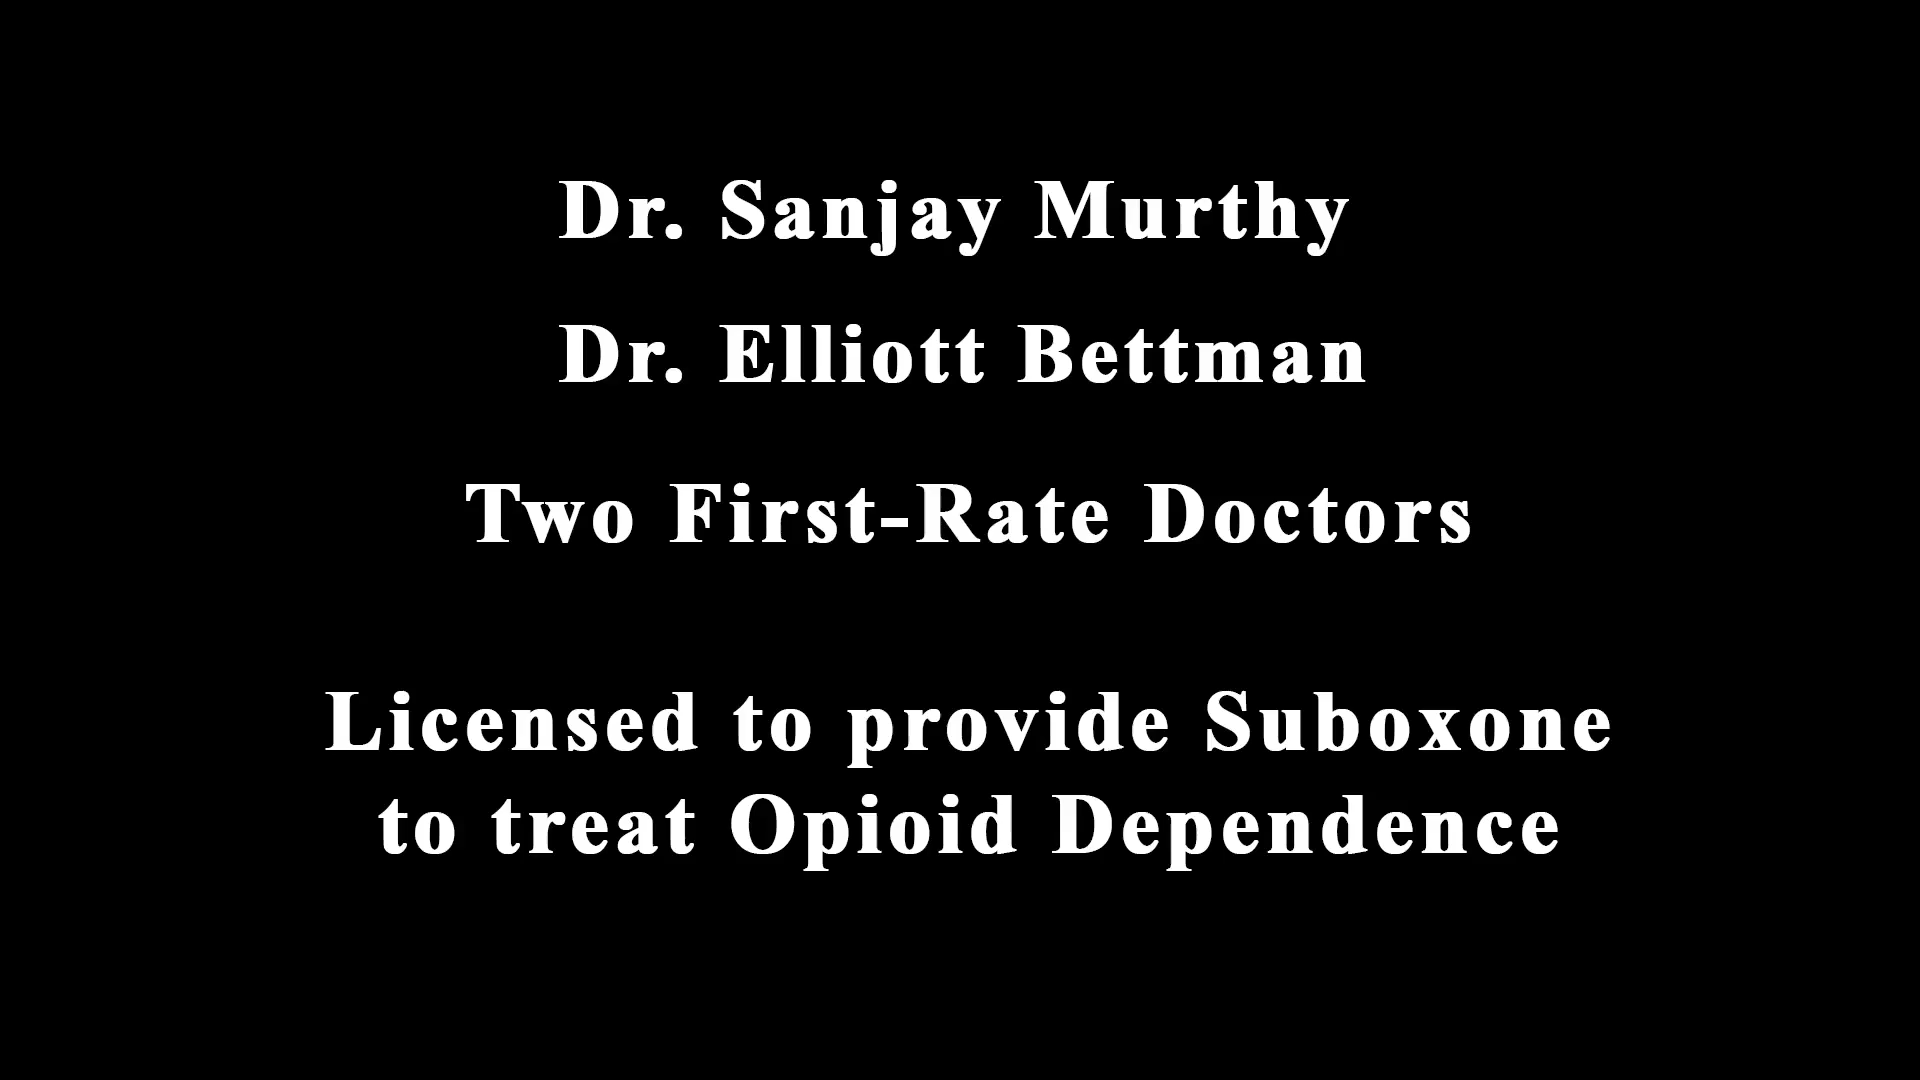 Dr. Sanjay Murthy
Dr. Elliott Bettman
Two First-Rate Doctors
Licensed to provide Suboxone
to treat Opioid Dependence